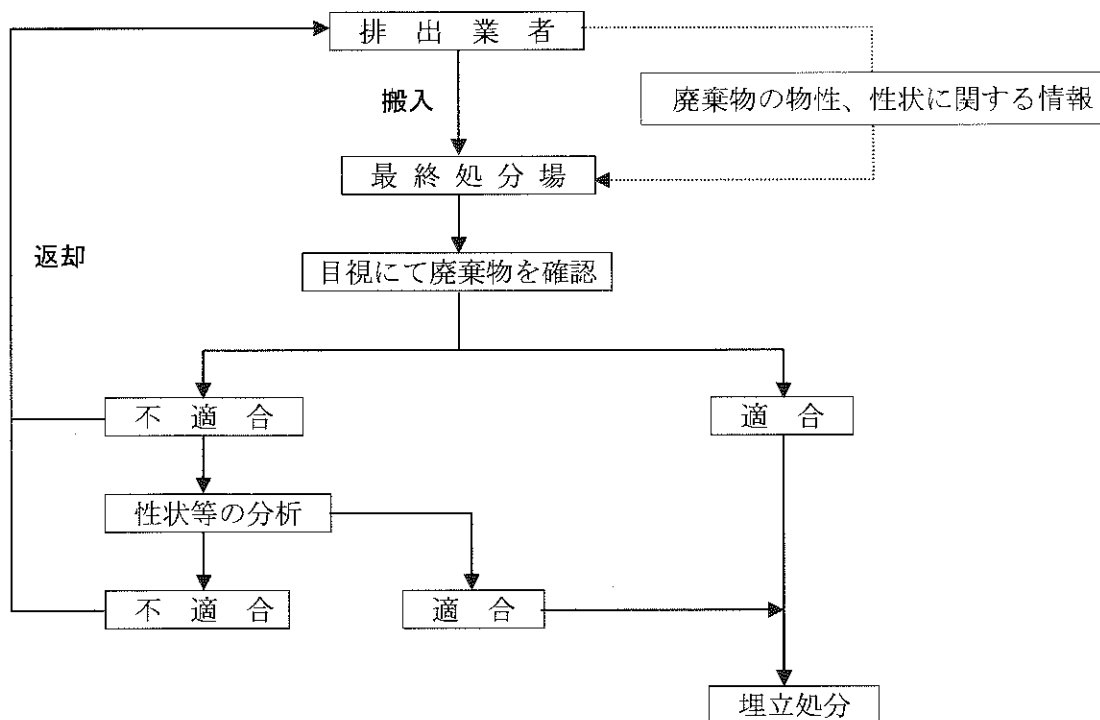 排出業者
搬入
廃棄物の物性、性状に関する情報
最終処分場
返却
目視にて廃棄物を確認
不適合
適合
性状等の分析
不適合
適合
埋立処分